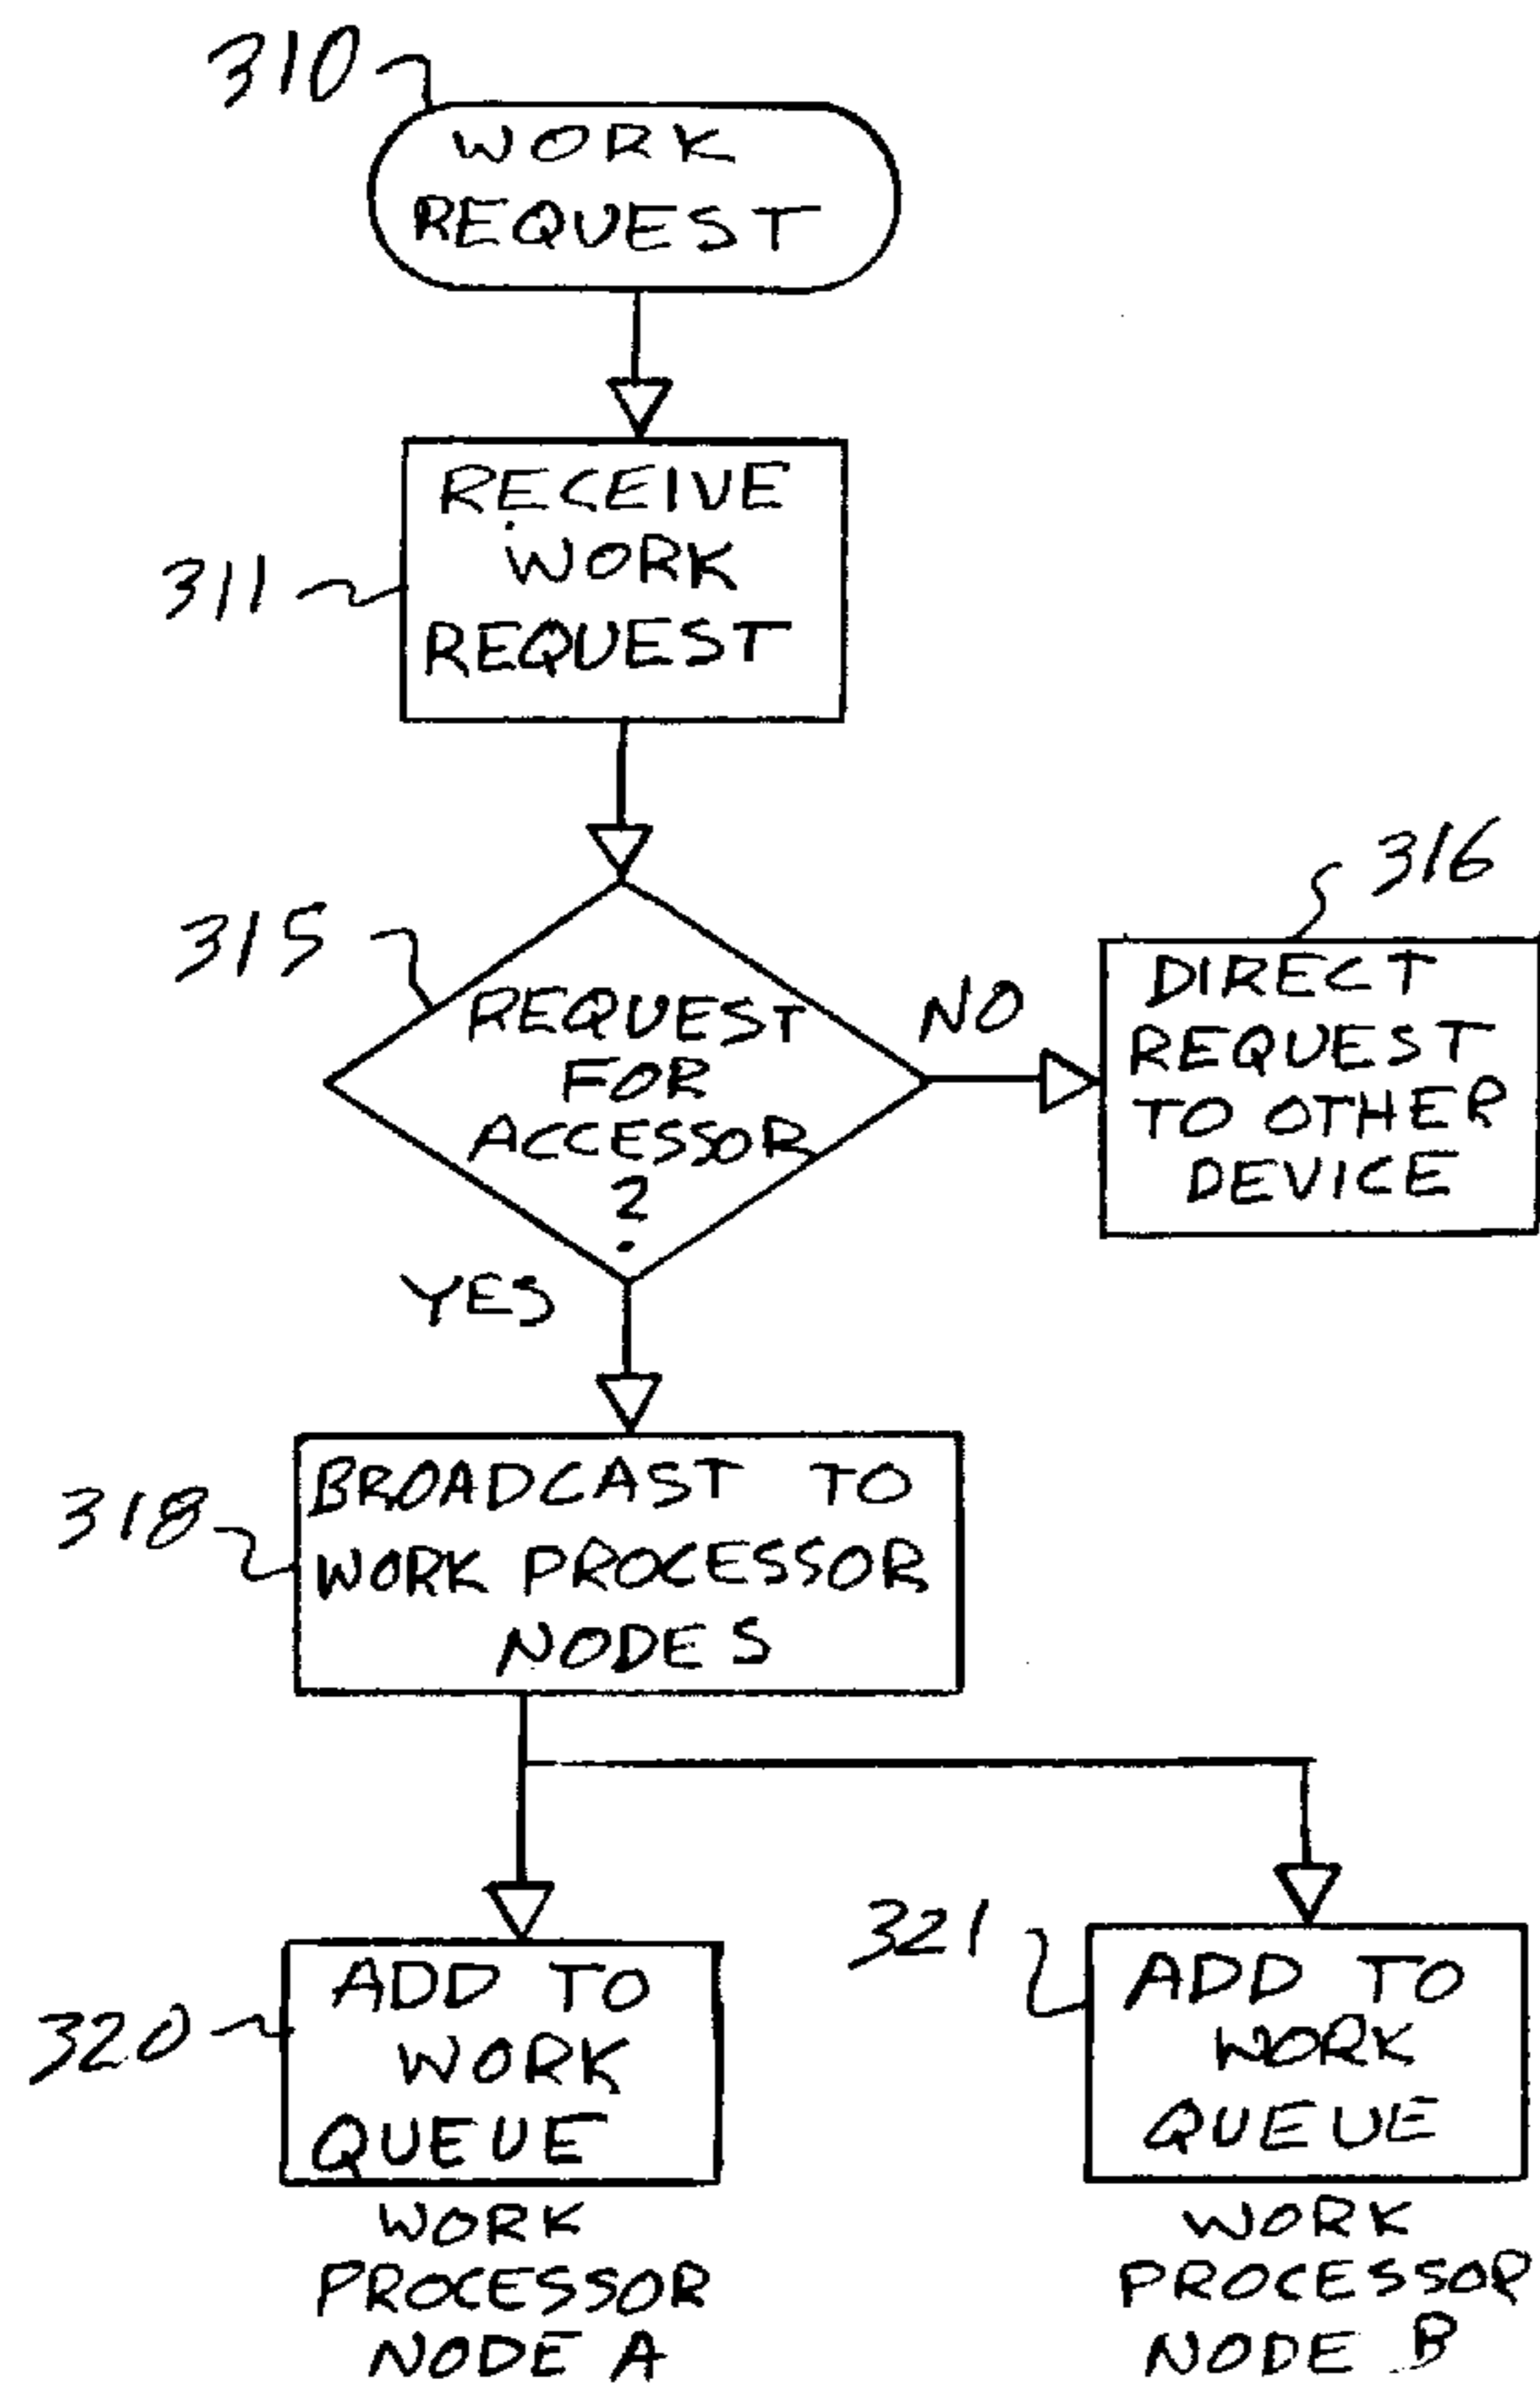 310
WORK
REQUEST
RECEIVE
WORK
REQUEST
311
315
REQUEST
FOR
ACCESSOR
?
NO
316
DIRECT
REQUEST
TO OTHER
DEVICE
YES
318
BROADCAST TO
WORK PROCESSOR
NODES
320
ADD TO
WORK
QUEUE
WORK
PROCESSOR
NODE A
321
ADD TO
WORK
QUEUE
WORK
PROCESSOR
NODE B